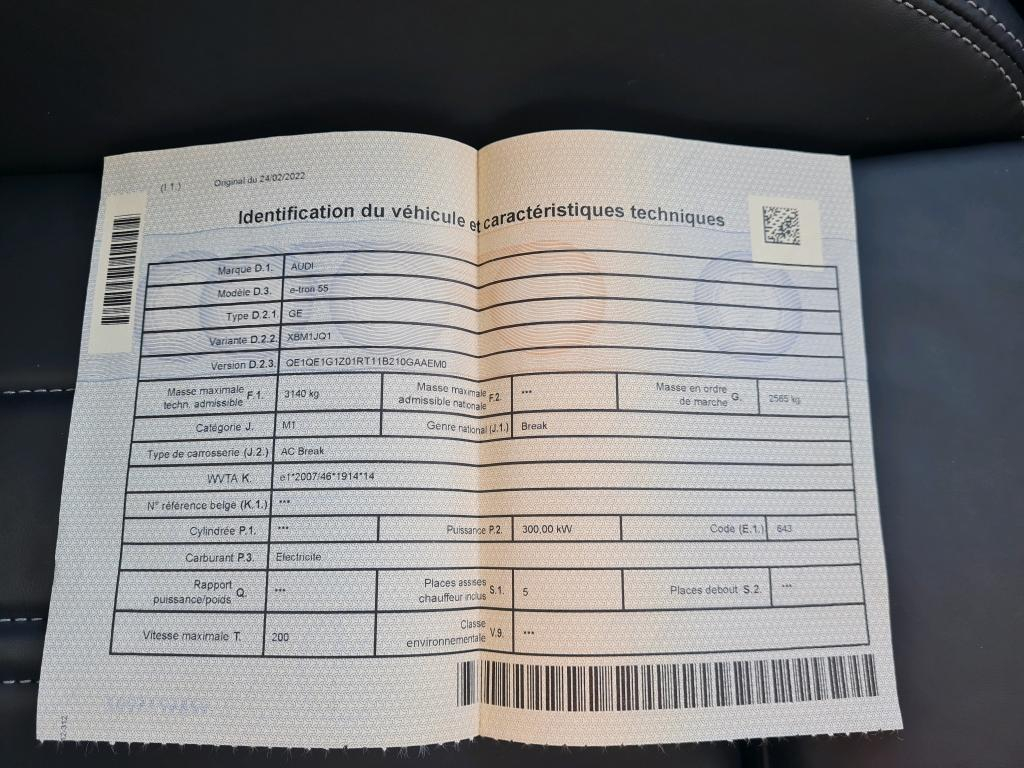 (I.1.) Original du 24/02/2022
Identification du véhicule et caractéristiques techniques
Marque D.1. AUDI
Modèle D.3. e-tron 55
Type D.2.1. GE
Variante D.2.2. XBM1JQ1
Version D.2.3. QE1QE1G1Z01RT11B210GAAEM0
Masse maximale techn. admissible F.1. 3140 kg Masse maximale admissible nationale F.2. *** Masse en ordre de marche G. 2565 kg
Catégorie J. M1 Genre national (J.1.) Break
Type de carrosserie (J.2.) AC Break
WVTA K. e1*2007/46*1914*14
N° référence belge (K.1.) ***
Cylindrée P.1. *** Puissance P.2. 300,00 kW Code (E.1.) 643
Carburant P.3. Electricité
Rapport puissance/poids Q. *** Places assises chauffeur inclus S.1. 5 Places debout S.2. ***
Vitesse maximale T. 200 Classe environnementale V.9. ***